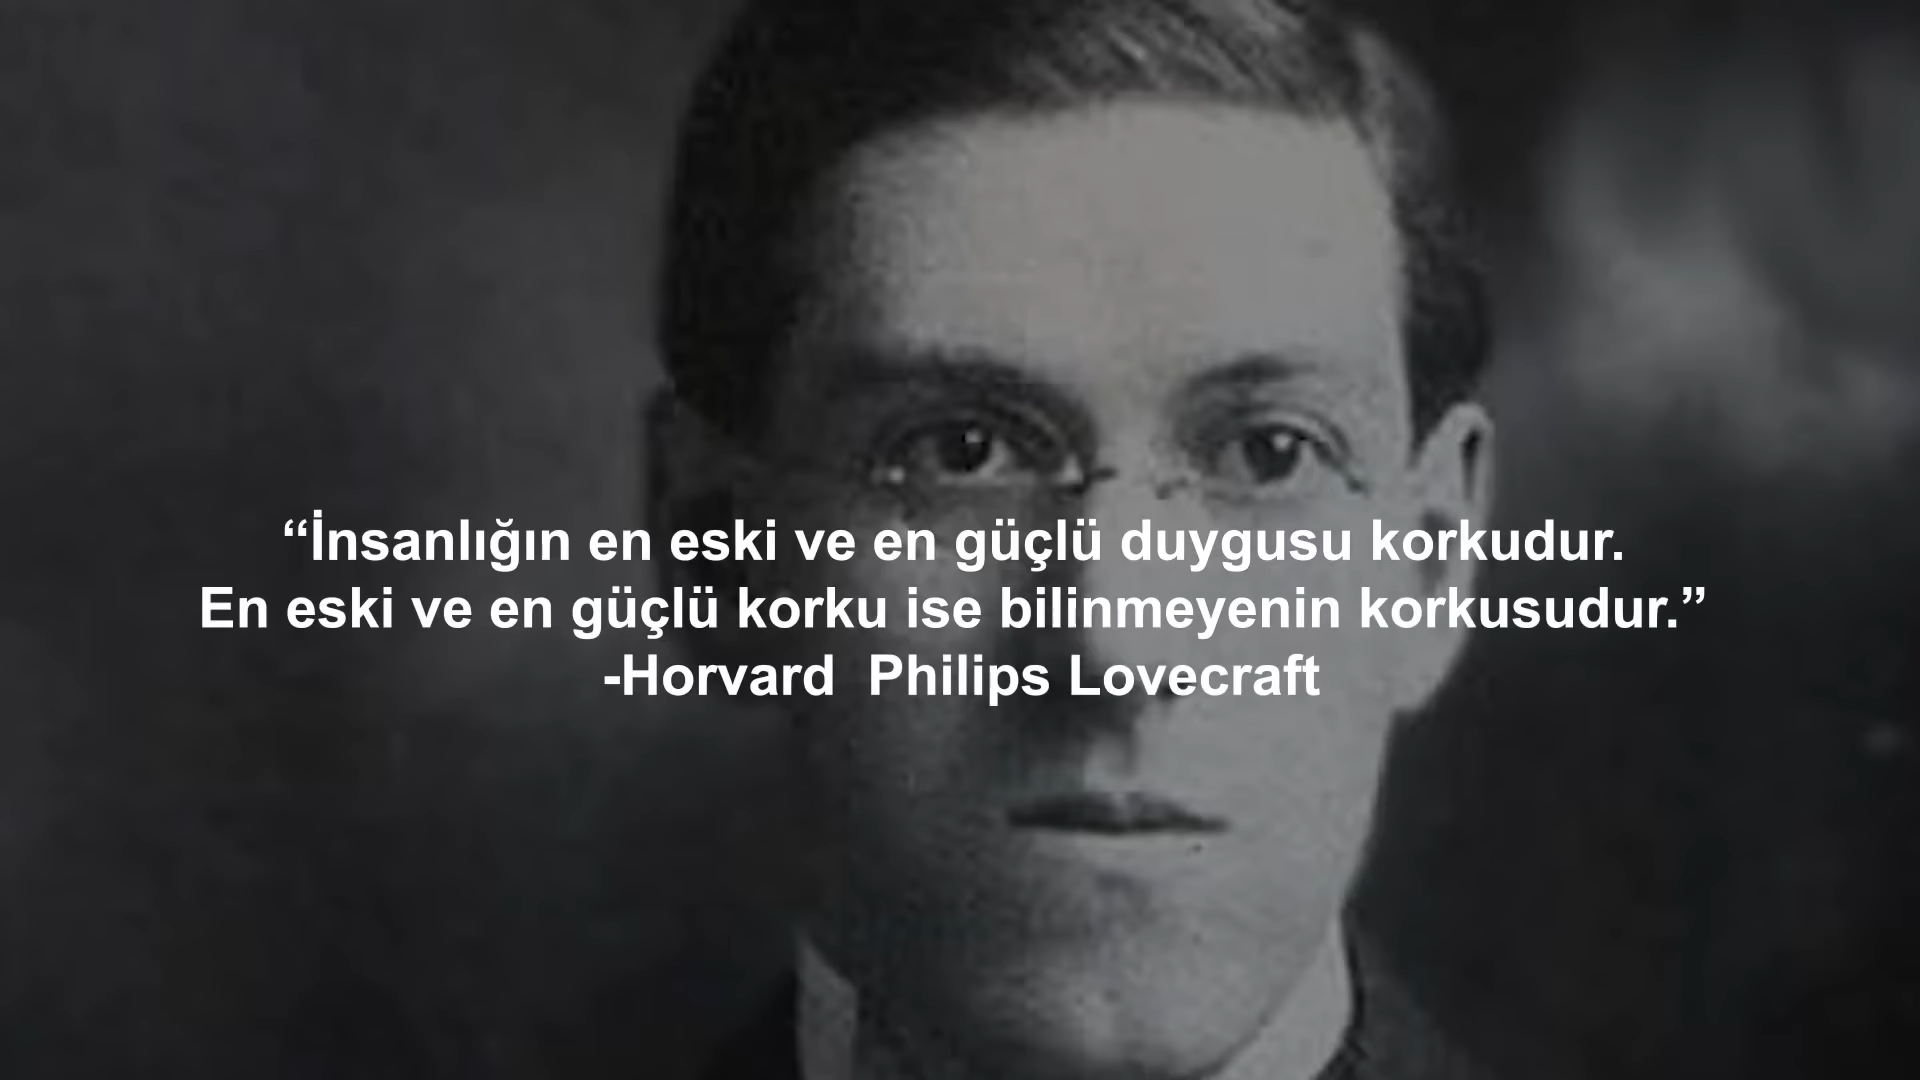 “İnsanlığın en eski ve en güçlü duygusu korkudur.
En eski ve en güçlü korku ise bilinmeyenin korkusudur.”
-Horvard  Philips Lovecraft